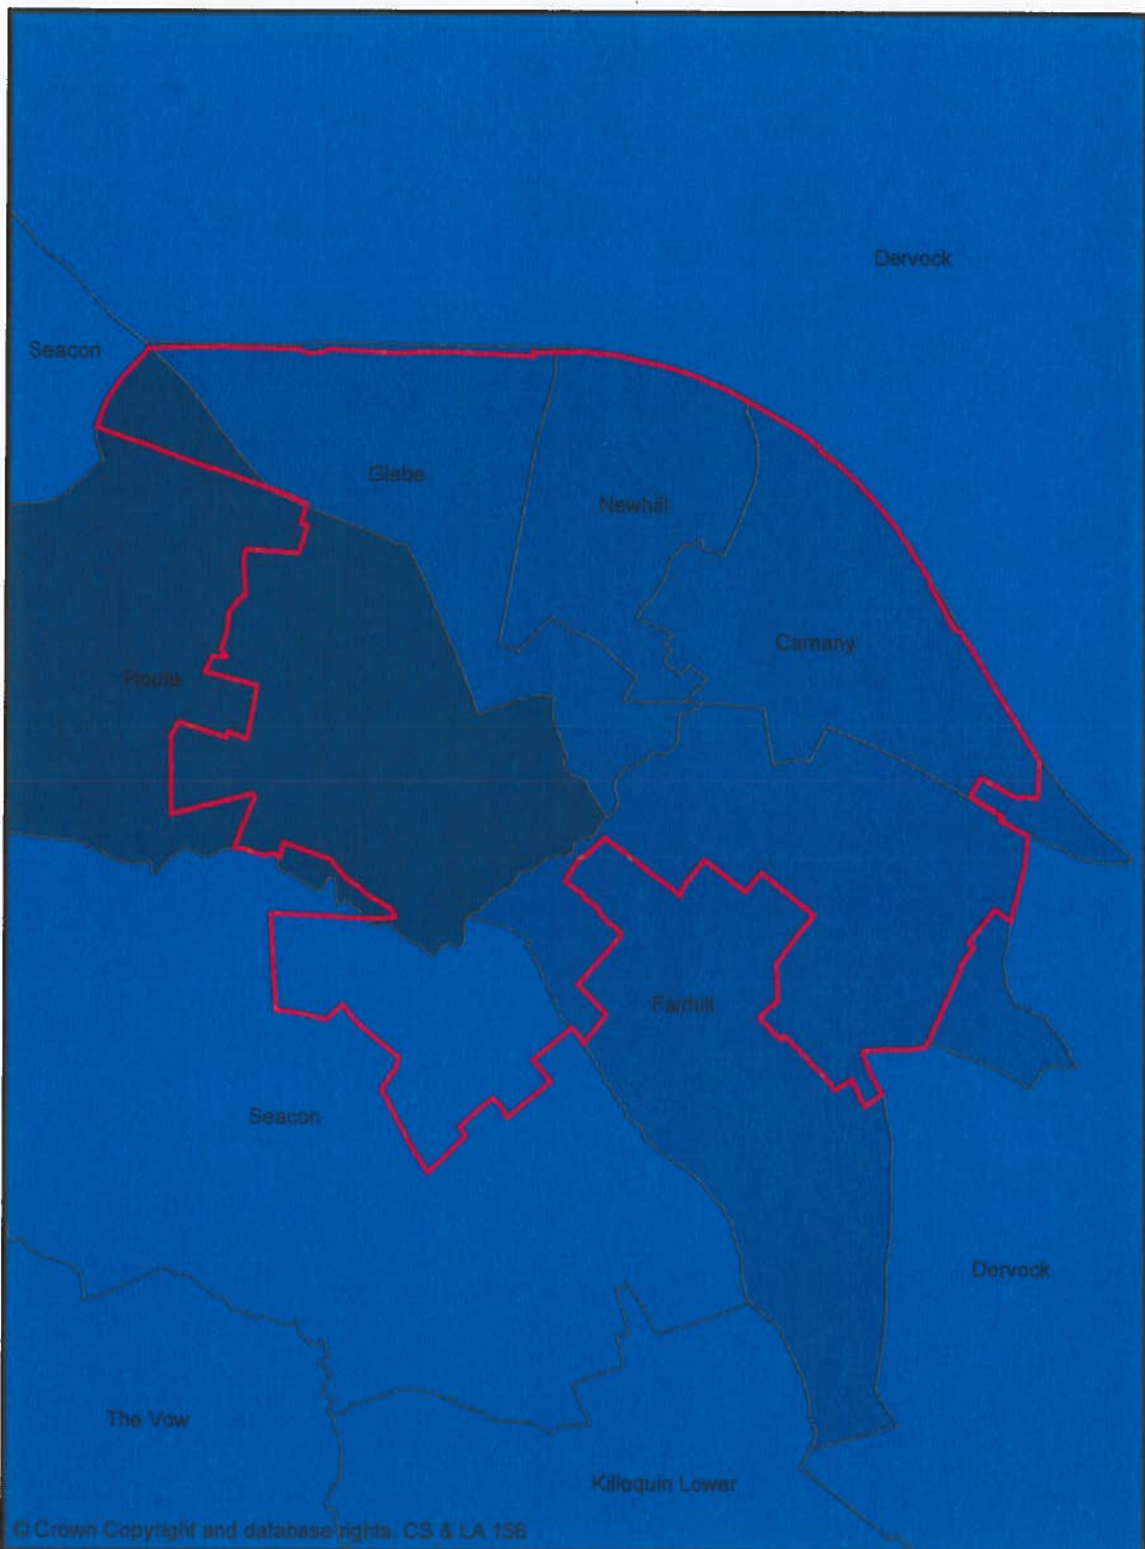 Dervock
Seacon
Glebe
Newhill
Carnany
Route
Fairhill
Seacon
Dervock
The Vow
Killoquin Lower
© Crown Copyright and database rights. CS & LA 156